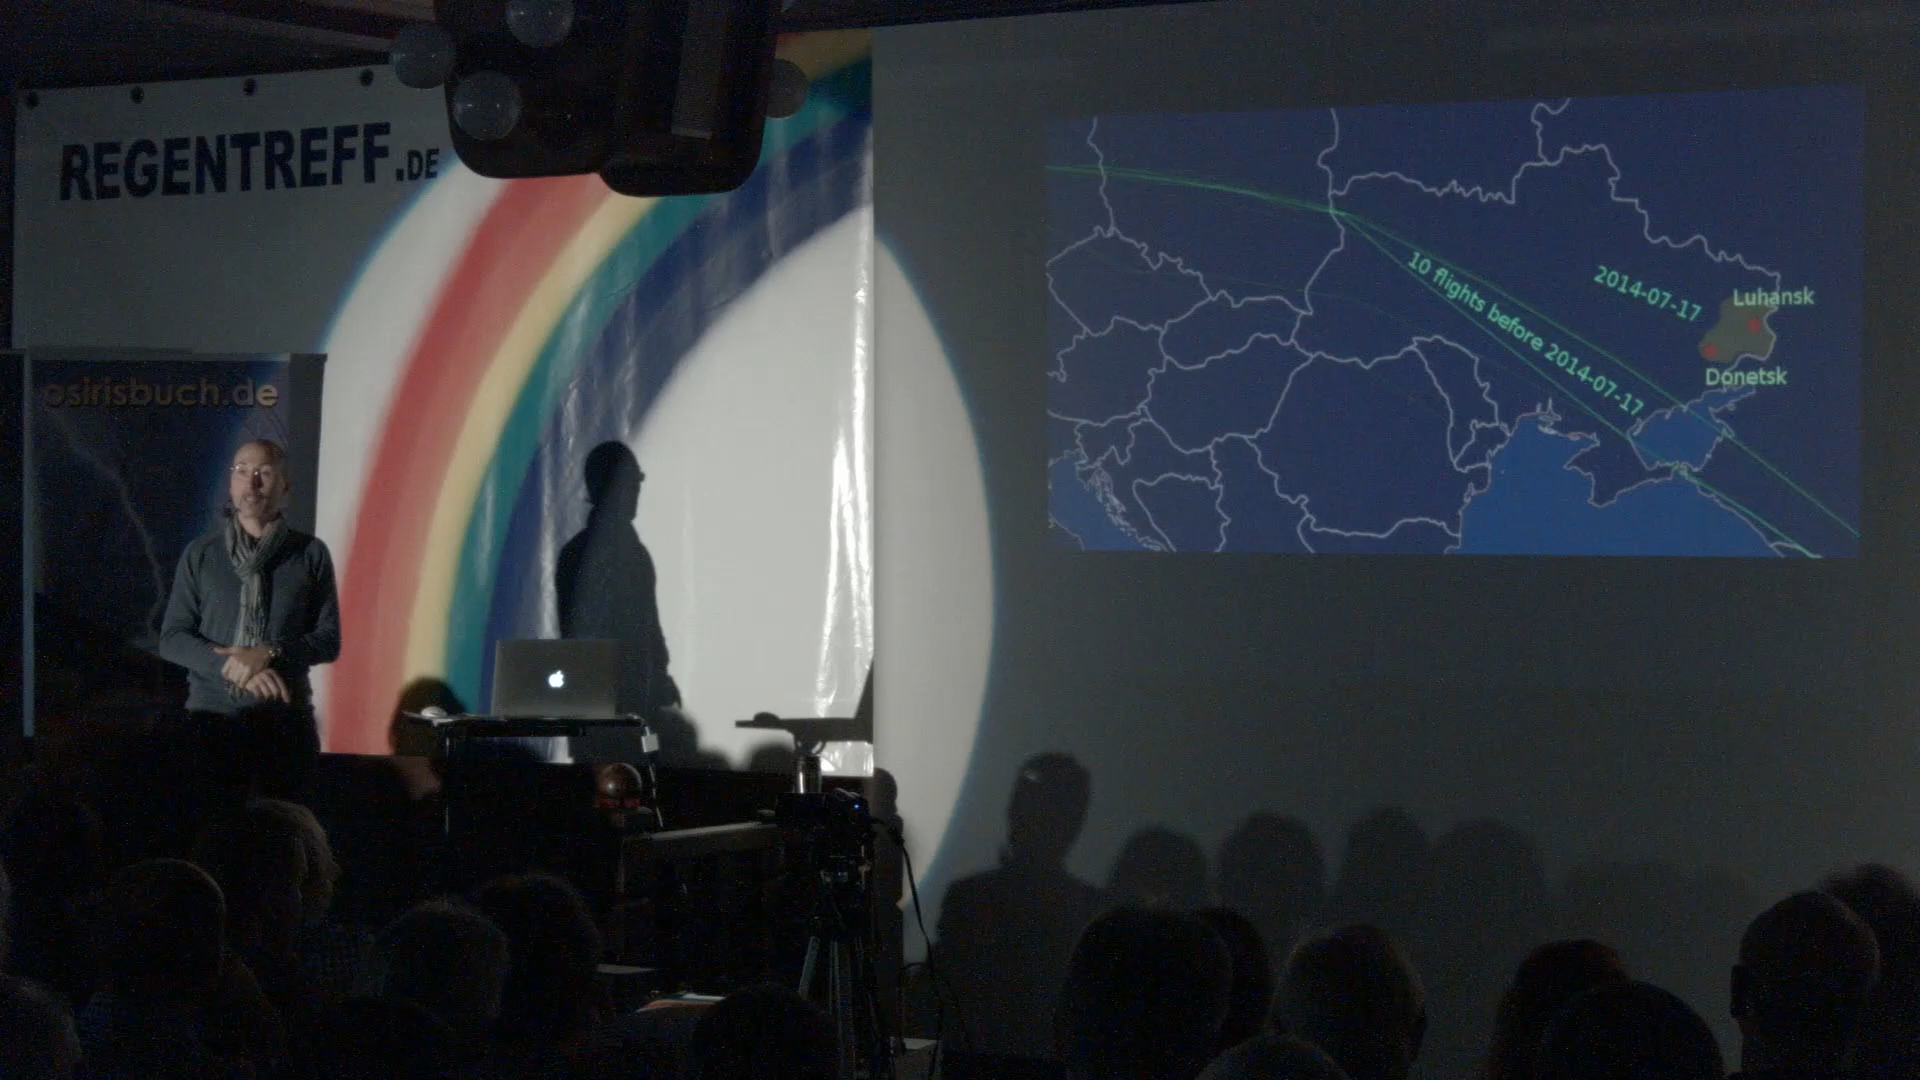 REGENTREFF.DE
osirisbuch.de
10 flights before 2014-07-17
2014-07-17
Luhansk
Donetsk